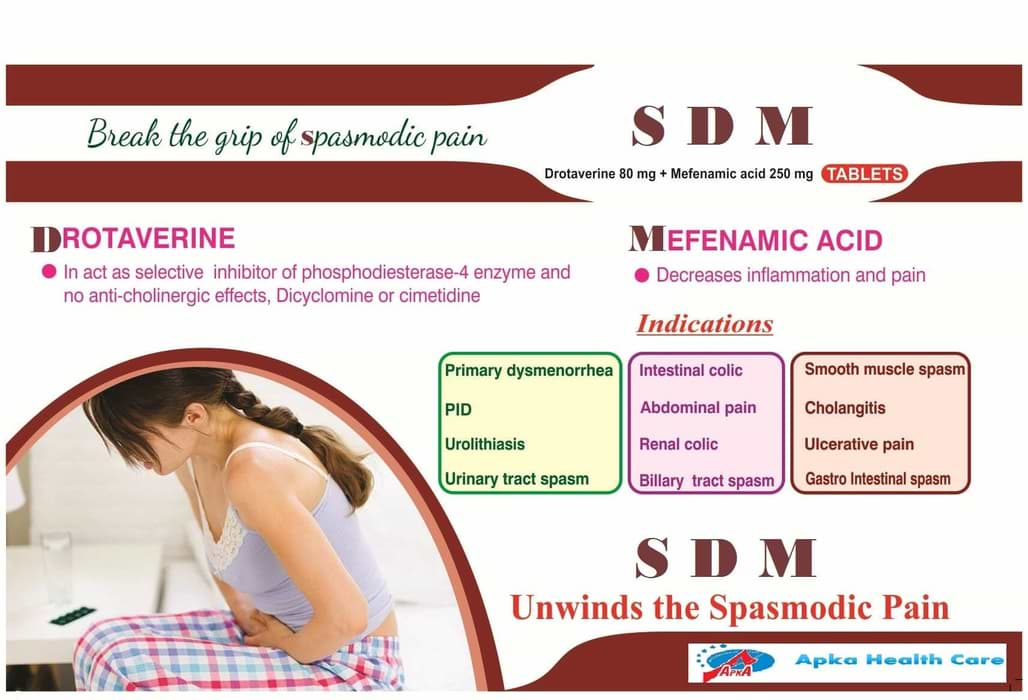 Break the grip of spasmodic pain
S D M
Drotaverine 80 mg + Mefenamic acid 250 mg TABLETS
DROTAVERINE
In act as selective inhibitor of phosphodiesterase-4 enzyme and
no anti-cholinergic effects, Dicyclomine or cimetidine
MEFENAMIC ACID
Decreases inflammation and pain
Indications
Primary dysmenorrhea
PID
Urolithiasis
Urinary tract spasm
Intestinal colic
Abdominal pain
Renal colic
Billary tract spasm
Smooth muscle spasm
Cholangitis
Ulcerative pain
Gastro Intestinal spasm
S D M
Unwinds the Spasmodic Pain
APKA
Apka Health Care